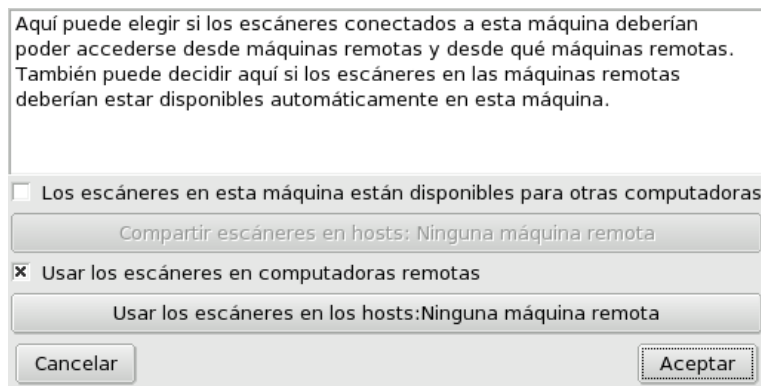 Aquí puede elegir si los escáneres conectados a esta máquina deberían
poder accederse desde máquinas remotas y desde qué máquinas remotas.
También puede decidir aquí si los escáneres en las máquinas remotas
deberían estar disponibles automáticamente en esta máquina.
Los escáneres en esta máquina están disponibles para otras computadoras
Compartir escáneres en hosts: Ninguna máquina remota
Usar los escáneres en computadoras remotas
Usar los escáneres en los hosts:Ninguna máquina remota
Cancelar
Aceptar